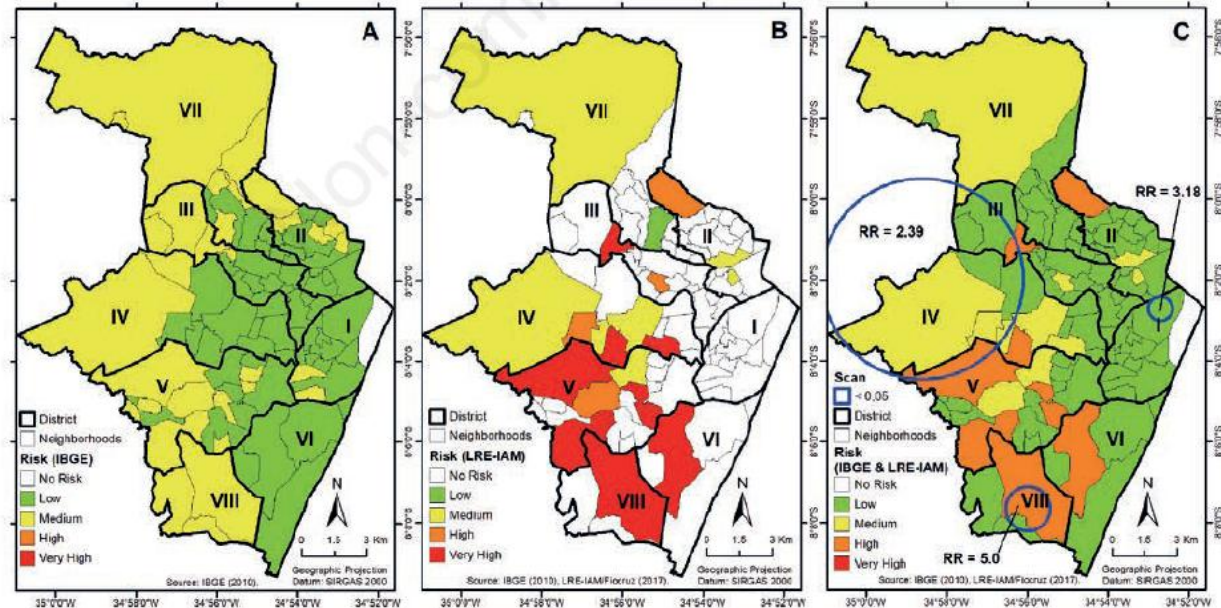 A
VII
III
II
IV
I
V
VI
VIII
District
Neighborhoods
Risk (IBGE)
No Risk
Low
Medium
High
Very High
N
0 1.5 3 Km
Geographic Projection
Source: IBGE (2010). Datum: SIRGAS 2000
35°0'0"W 34°58'0"W 34°56'0"W 34°54'0"W 34°52'0"W
B
VII
III
II
IV
I
V
VI
VIII
District
Neighborhoods
Risk (LRE-IAM)
No Risk
Low
Medium
High
Very High
N
0 1.5 3 Km
Geographic Projection
Source: IBGE (2010), LRE-IAM/Fiocruz (2017). Datum: SIRGAS 2000
C
VII
RR = 3.18
III
RR = 2.39
II
IV
I
Scan
< 0,05
V
District
Neighborhoods
VI
Risk
(IBGE & LRE-IAM)
No Risk
Low
Medium
High
Very High
VIII
RR = 5.0
N
0 1.5 3 Km
Geographic Projection
Source: IBGE (2010), LRE-IAM/Fiocruz (2017). Datum: SIRGAS 2000